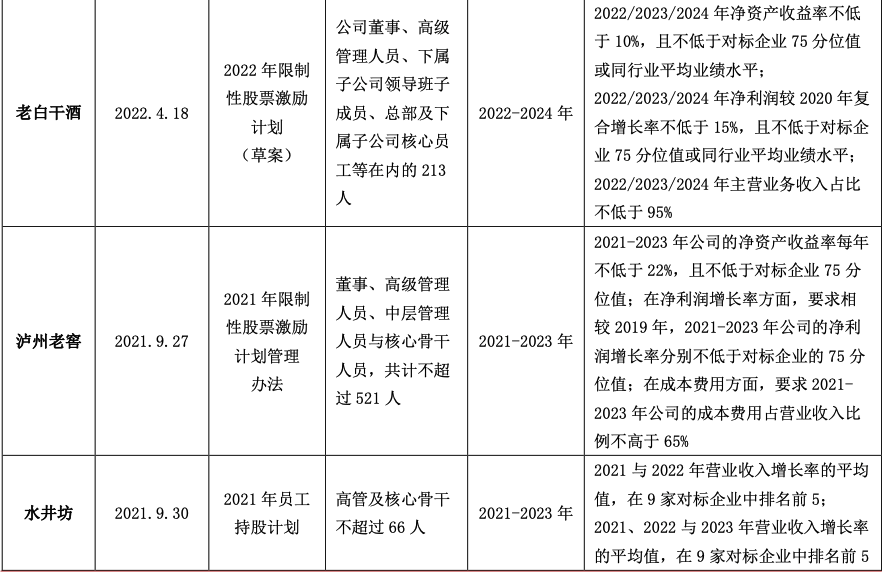 老白干酒
2022.4.18
2022 年限制
性股票激励
计划
（草案）
公司董事、高级
管理人员、下属
子公司领导班子
成员、总部及下
属子公司核心员
工等在内的 213
人
2022-2024 年
2022/2023/2024 年净资产收益率不低
于 10%，且不低于对标企业 75 分位值
或同行业平均业绩水平；
2022/2023/2024 年净利润较 2020 年复
合增长率不低于 15%，且不低于对标企
业 75 分位值或同行业平均业绩水平；
2022/2023/2024 年主营业务收入占比
不低于 95%
泸州老窖
2021.9.27
2021 年限制
性股票激励
计划管理
办法
董事、高级管理
人员、中层管理
人员与核心骨干
人员，共计不超
过 521 人
2021-2023 年
2021-2023 年公司的净资产收益率每年
不低于 22%，且不低于对标企业 75 分
位值；在净利润增长率方面，要求相
较 2019 年，2021-2023 年公司的净利
润增长率分别不低于对标企业的 75 分
位值；在成本费用方面，要求 2021-
2023 年公司的成本费用占营业收入比
例不高于 65%
水井坊
2021.9.30
2021 年员工
持股计划
高管及核心骨干
不超过 66 人
2021-2023 年
2021 与 2022 年营业收入增长率的平均
值，在 9 家对标企业中排名前 5；
2021、2022 与 2023 年营业收入增长率
的平均值，在 9 家对标企业中排名前 5